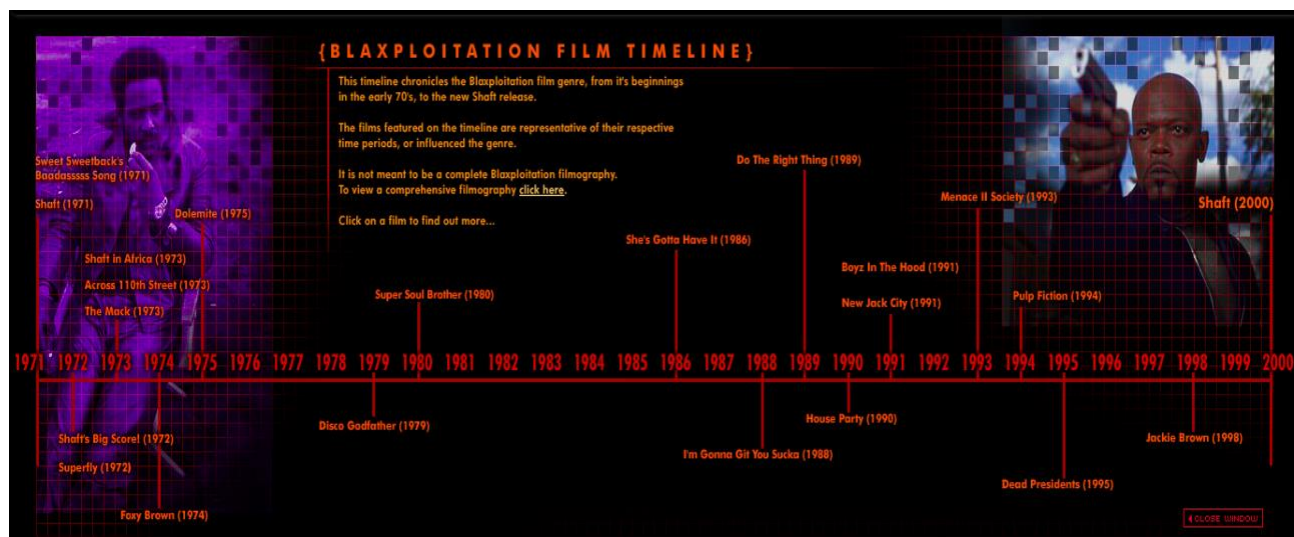 {BLAXPLOITATION FILM TIMELINE}
This timeline chronicles the Blaxploitation film genre, from it's beginnings
in the early 70's, to the new Shaft release.
The films featured on the timeline are representative of their respective
time periods, or influenced the genre.
It is not meant to be a complete Blaxploitation filmography.
To view a comprehensive filmography click here.
Click on a film to find out more...
Sweet Sweetback's
Baadasssss Song (1971)
Shaft (1971)
Dolemite (1975)
Shaft in Africa (1973)
Across 110th Street (1973)
The Mack (1973)
Super Soul Brother (1980)
She's Gotta Have It (1986)
Do The Right Thing (1989)
Boyz In The Hood (1991)
New Jack City (1991)
Menace II Society (1993)
Pulp Fiction (1994)
Shaft (2000)
1971 1972 1973 1974 1975 1976 1977 1978 1979 1980 1981 1982 1983 1984 1985 1986 1987 1988 1989 1990 1991 1992 1993 1994 1995 1996 1997 1998 1999 2000
Shaft's Big Score! (1972)
Superfly (1972)
Foxy Brown (1974)
Disco Godfather (1979)
I'm Gonna Git You Sucka (1988)
House Party (1990)
Dead Presidents (1995)
Jackie Brown (1998)
CLOSE WINDOW